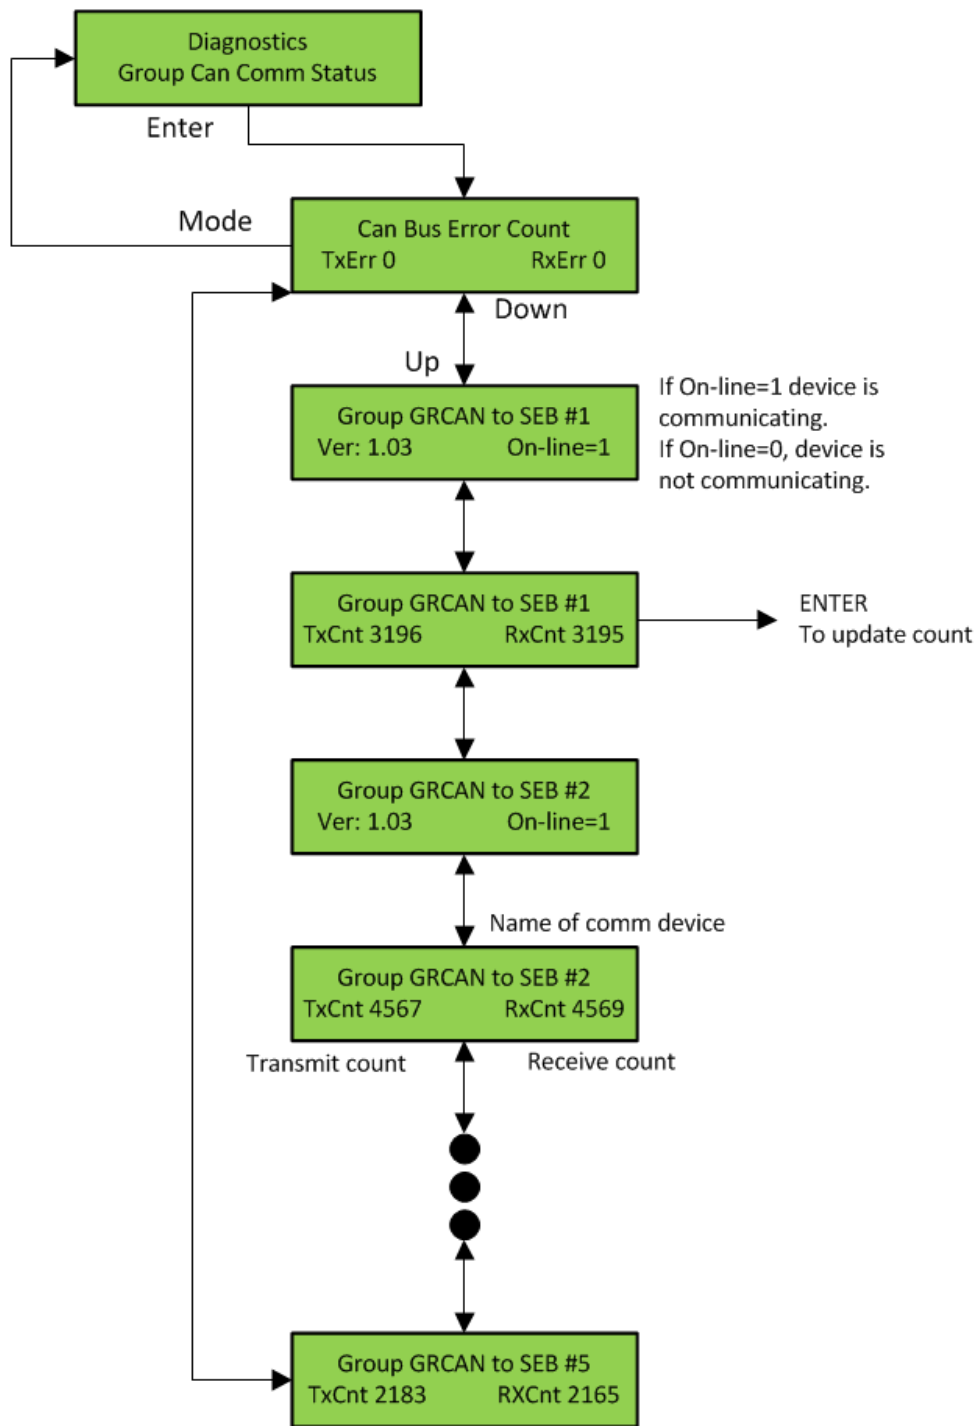 Diagnostics
Group Can Comm Status
Enter
Mode
Can Bus Error Count
TxErr 0 RxErr 0
Down
Up
Group GRCAN to SEB #1
Ver: 1.03 On-line=1
If On-line=1 device is
communicating.
If On-line=0, device is
not communicating.
Group GRCAN to SEB #1
TxCnt 3196 RxCnt 3195
ENTER
To update count
Group GRCAN to SEB #2
Ver: 1.03 On-line=1
Name of comm device
Group GRCAN to SEB #2
TxCnt 4567 RxCnt 4569
Transmit count Receive count
Group GRCAN to SEB #5
TxCnt 2183 RXCnt 2165